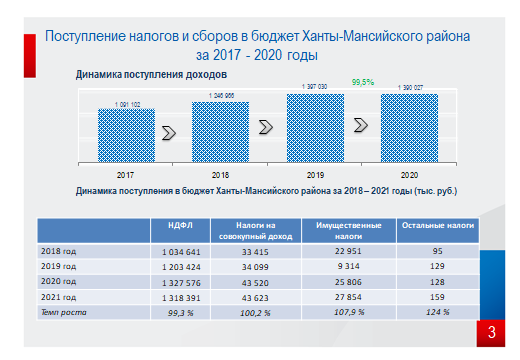 Поступление налогов и сборов в бюджет Ханты-Мансийского района
за 2017 - 2020 годы
Динамика поступления доходов
1 091 102
1 246 966
1 397 030
99,5%
1 390 027
2017
2018
2019
2020
Динамика поступления в бюджет Ханты-Мансийского района за 2018 – 2021 годы (тыс. руб.)
НДФЛ
Налоги на
совокупный доход
Имущественные
налоги
Остальные налоги
2018 год 1 034 641 33 415 22 951 95
2019 год 1 203 424 34 099 9 314 129
2020 год 1 327 576 43 520 25 806 128
2021 год 1 318 391 43 623 27 854 159
Темп роста 99,3 % 100,2 % 107,9 % 124 %
3